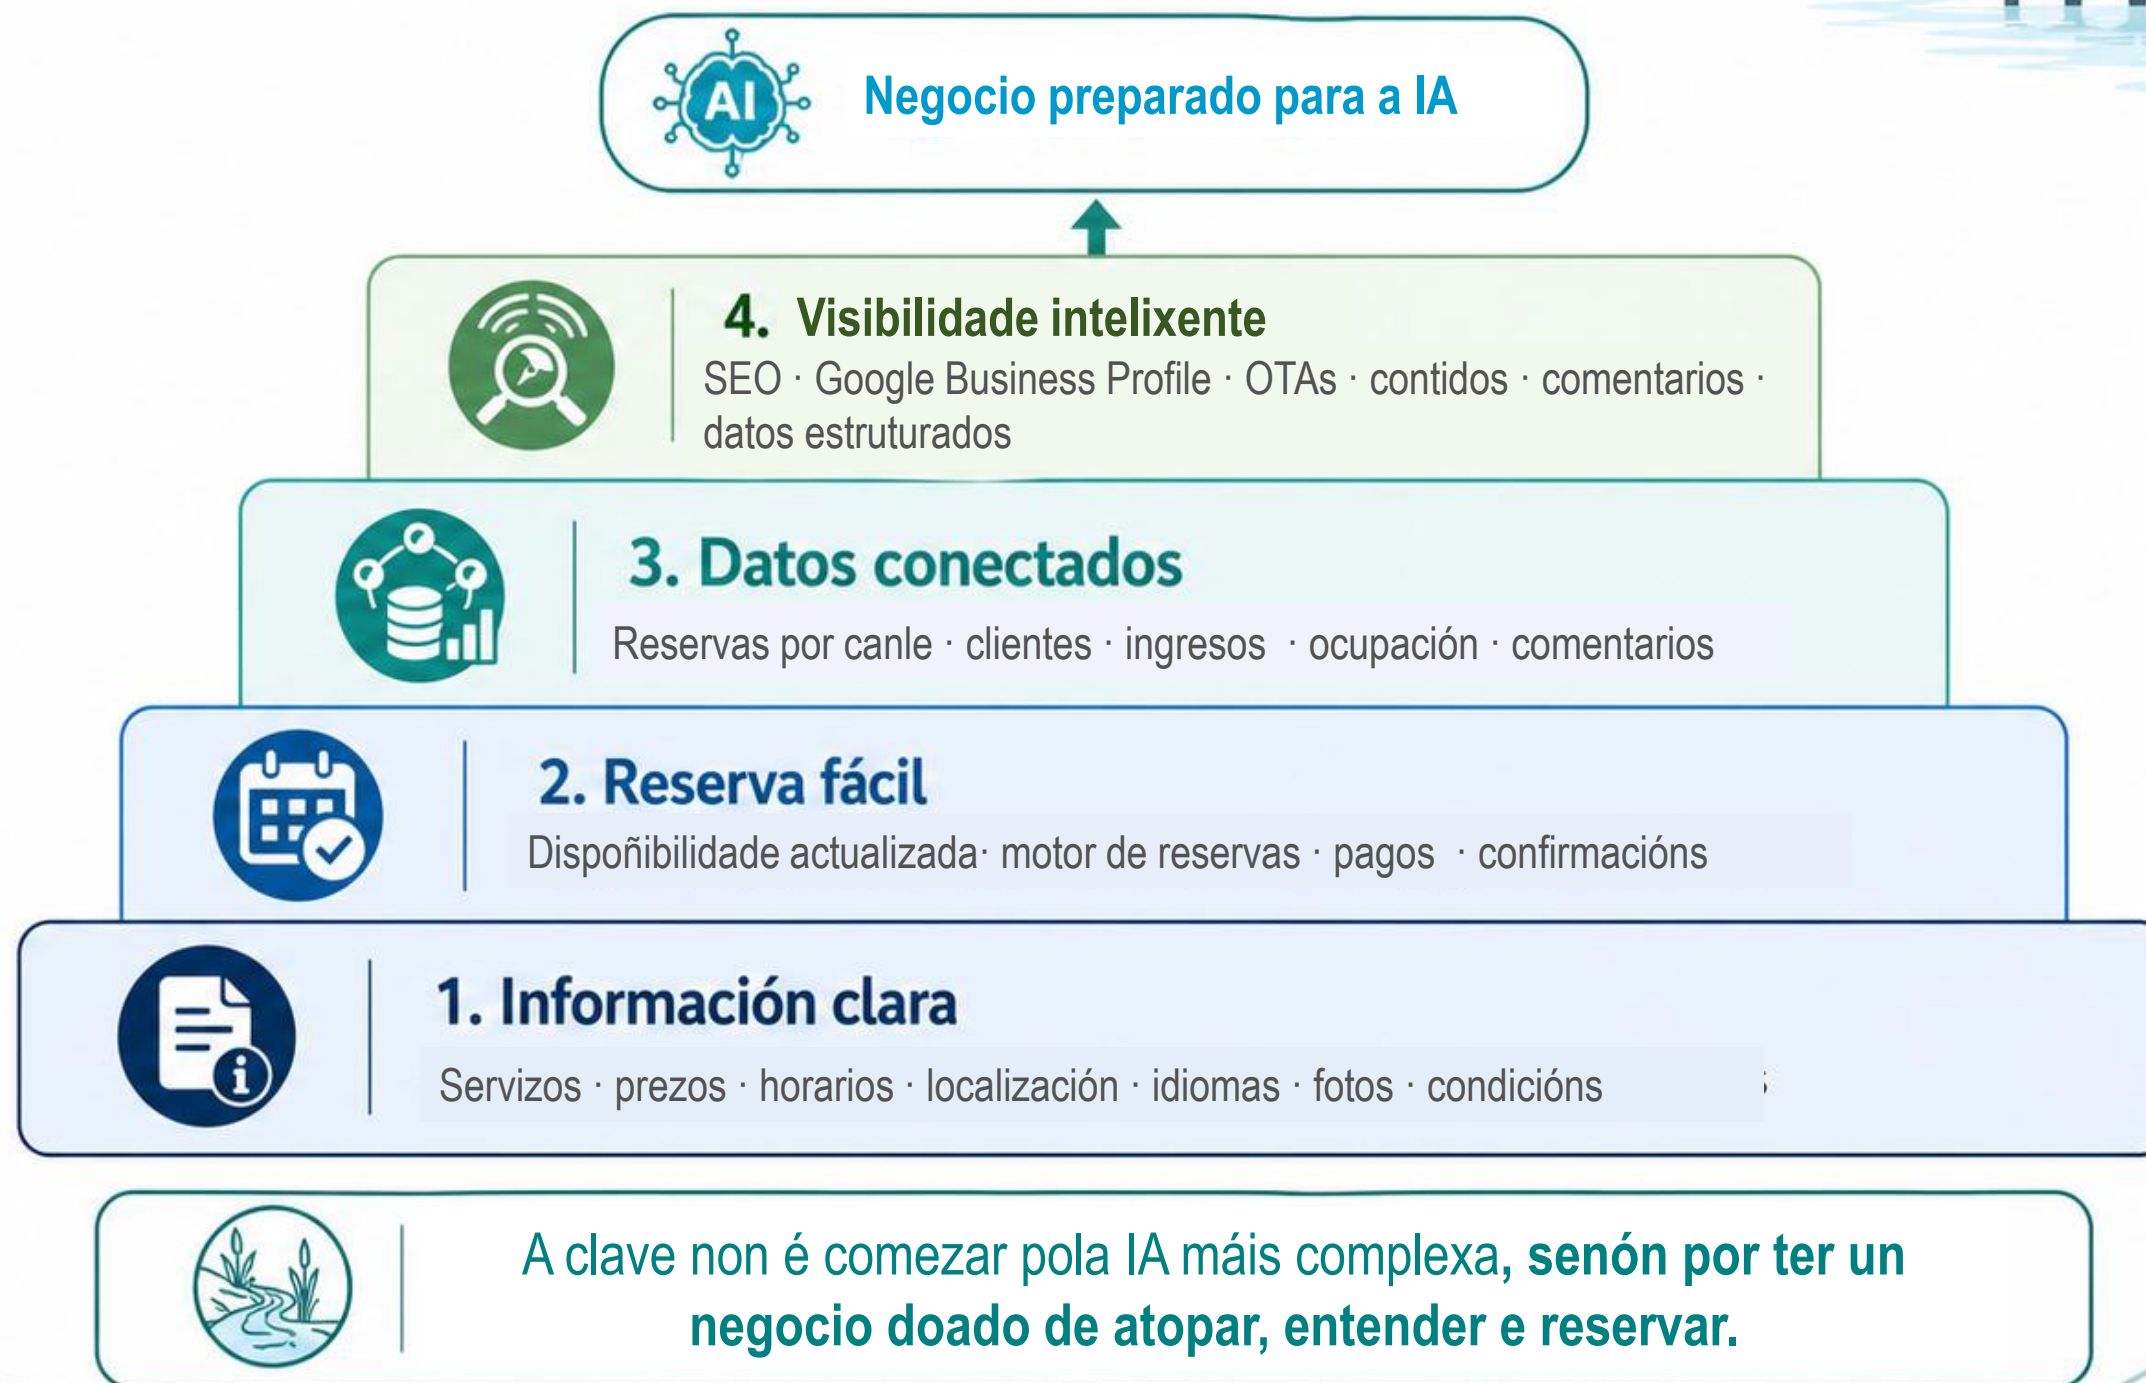 AI
Negocio preparado para a IA
4. Visibilidade intelixente
SEO · Google Business Profile · OTAs · contidos · comentarios ·
datos estruturados
3. Datos conectados
Reservas por canle · clientes · ingresos · ocupación · comentarios
2. Reserva fácil
Dispoñibilidade actualizada· motor de reservas · pagos · confirmacións
1. Información clara
Servizos · prezos · horarios · localización · idiomas · fotos · condicións
A clave non é comezar pola IA máis complexa, senón por ter un
negocio doado de atopar, entender e reservar.